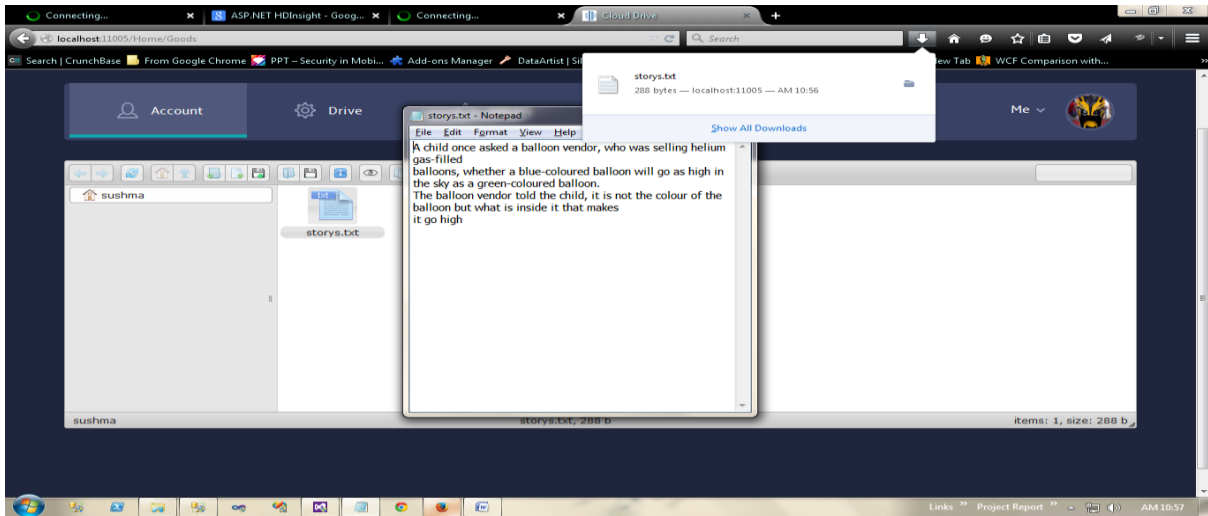 Connecting...
ASP.NET HDInsight - Goog...
Connecting...
Cloud Drive
localhost:11005/Home/Goods
Search
Search | CrunchBase
From Google Chrome
PPT – Security in Mobi...
Add-ons Manager
DataArtist | Sil
ew Tab
WCF Comparison with...
storys.txt
288 bytes — localhost:11005 — AM 10:56
Show All Downloads
Account
Drive
Me
storys.txt - Notepad
File Edit Format View Help
A child once asked a balloon vendor, who was selling helium
gas-filled
balloons, whether a blue-coloured balloon will go as high in
the sky as a green-coloured balloon.
The balloon vendor told the child, it is not the colour of the
balloon but what is inside it that makes
it go high
sushma
txt
storys.txt
sushma
storys.txt, 288 b
items: 1, size: 288 b
Links
Project Report
AM 10:57